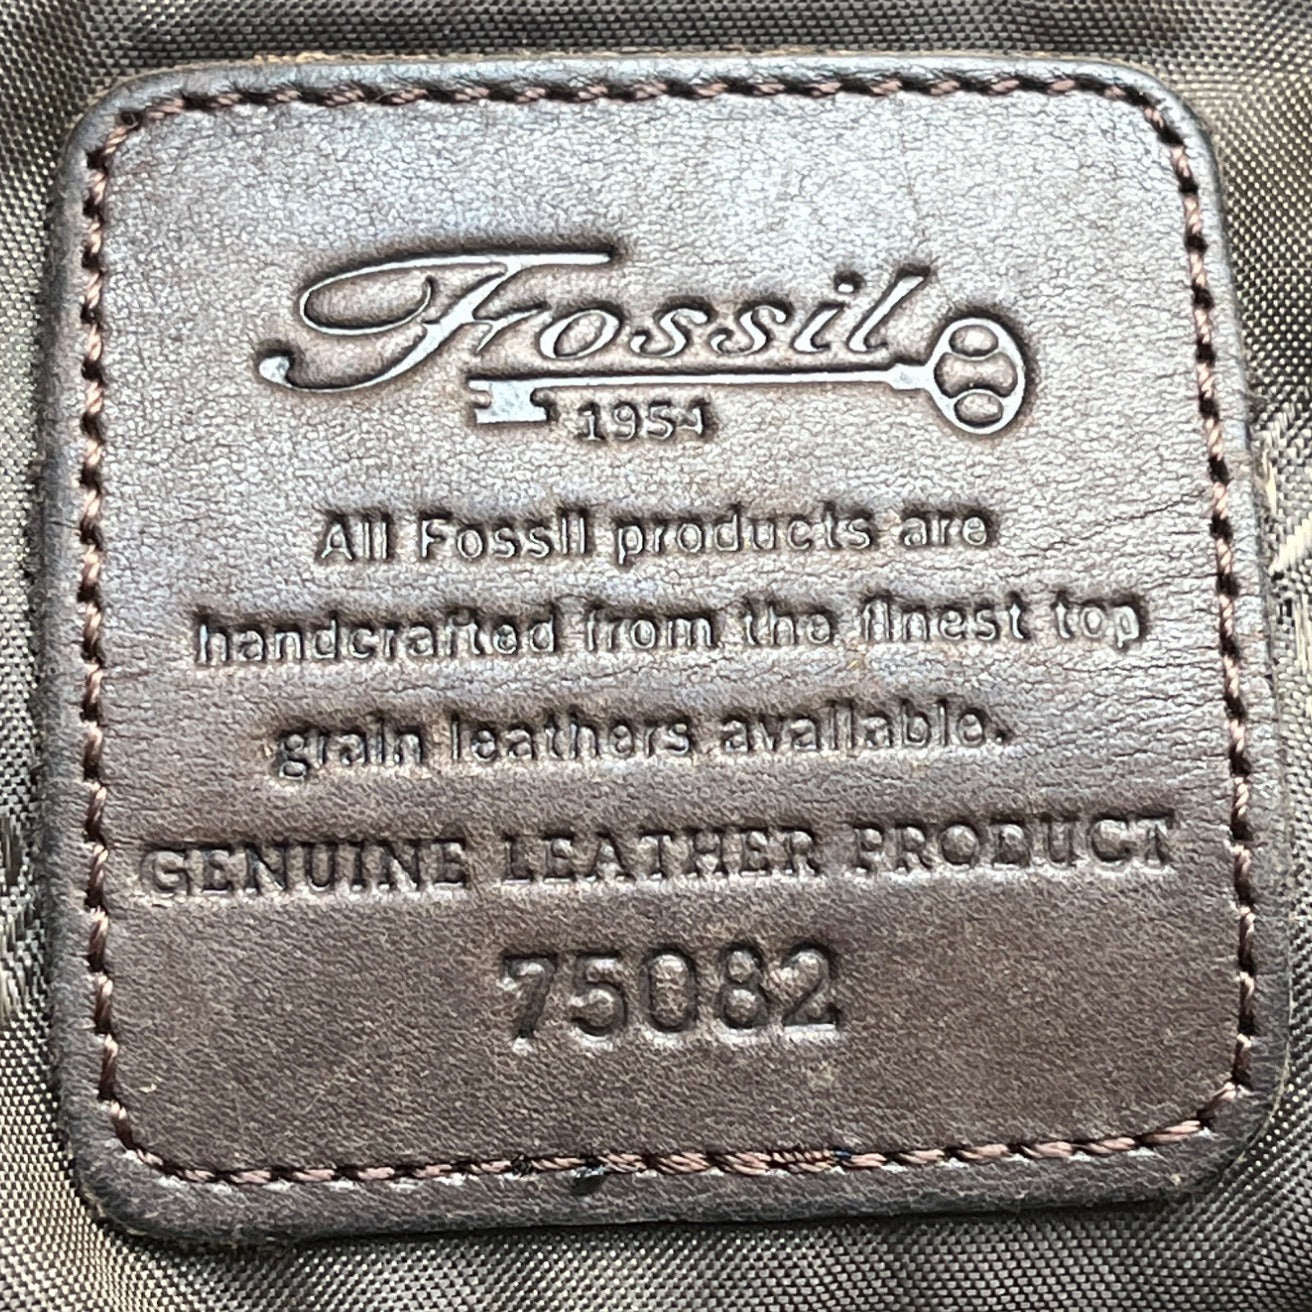 Fossil
1954
All Fossil products are
handcrafted from the finest top
grain leathers available.
GENUINE LEATHER PRODUCT
75082